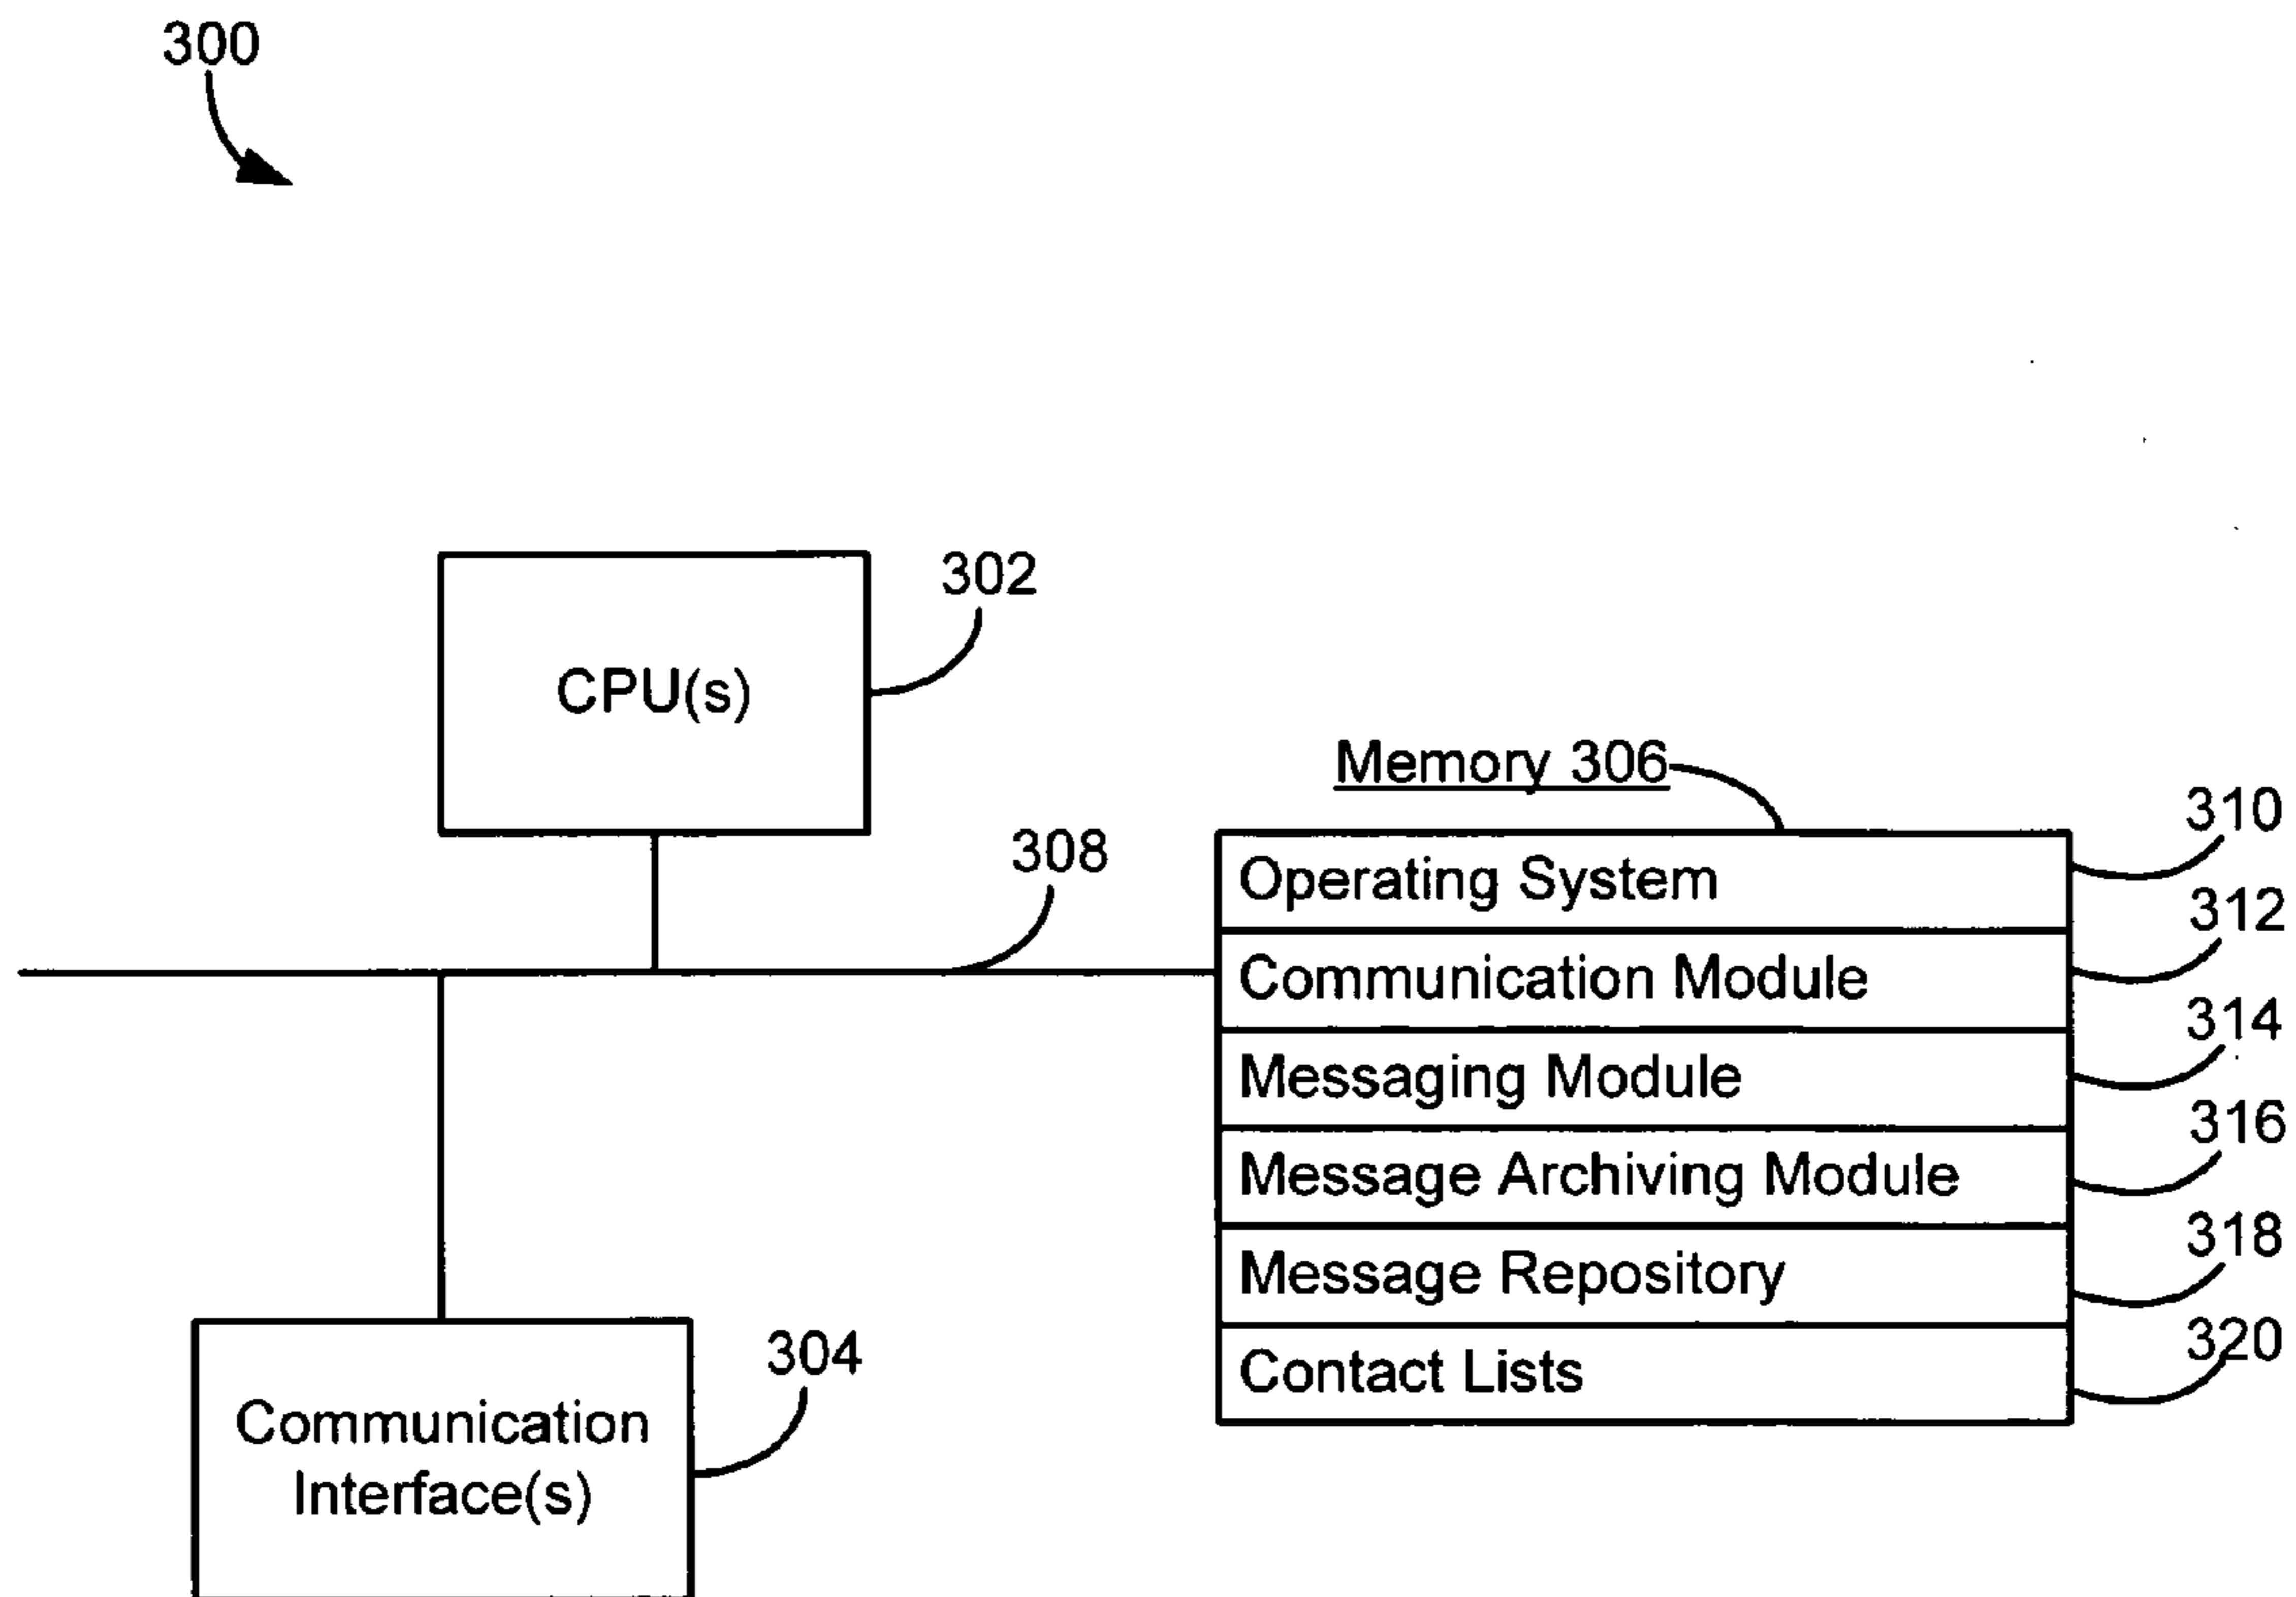 300
302
CPU(s)
Memory 306
308
310
Operating System
312
Communication Module
314
Messaging Module
316
Message Archiving Module
318
Message Repository
320
Contact Lists
304
Communication
Interface(s)